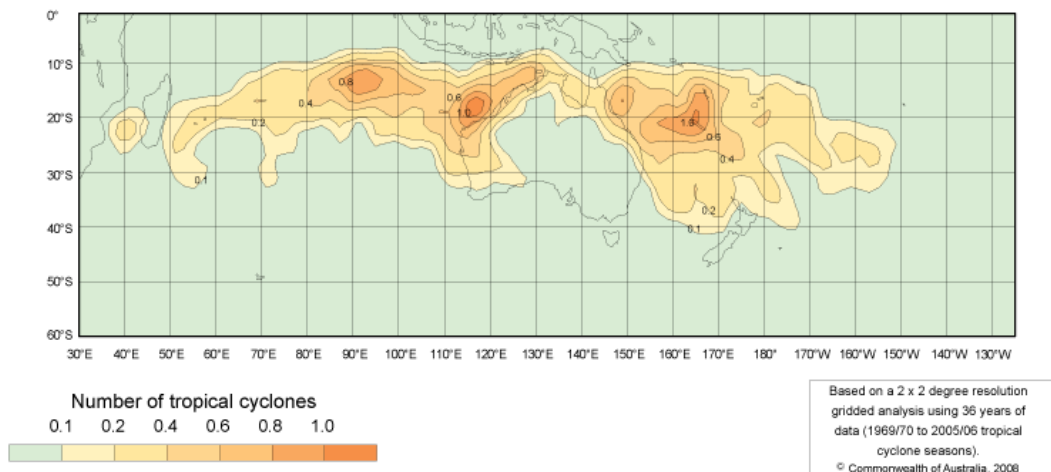 0°
10°S
20°S
30°S
40°S
50°S
60°S
0.8
0.6
1.0
0.4
0.2
0.1
1.0
0.6
0.4
0.2
0.1
30°E 40°E 50°E 60°E 70°E 80°E 90°E 100°E 110°E 120°E 130°E 140°E 150°E 160°E 170°E 180° 170°W 160°W 150°W 140°W 130°W
Number of tropical cyclones
0.1 0.2 0.4 0.6 0.8 1.0
Based on a 2 x 2 degree resolution
gridded analysis using 36 years of
data (1969/70 to 2005/06 tropical
cyclone seasons).
© Commonwealth of Australia, 2008